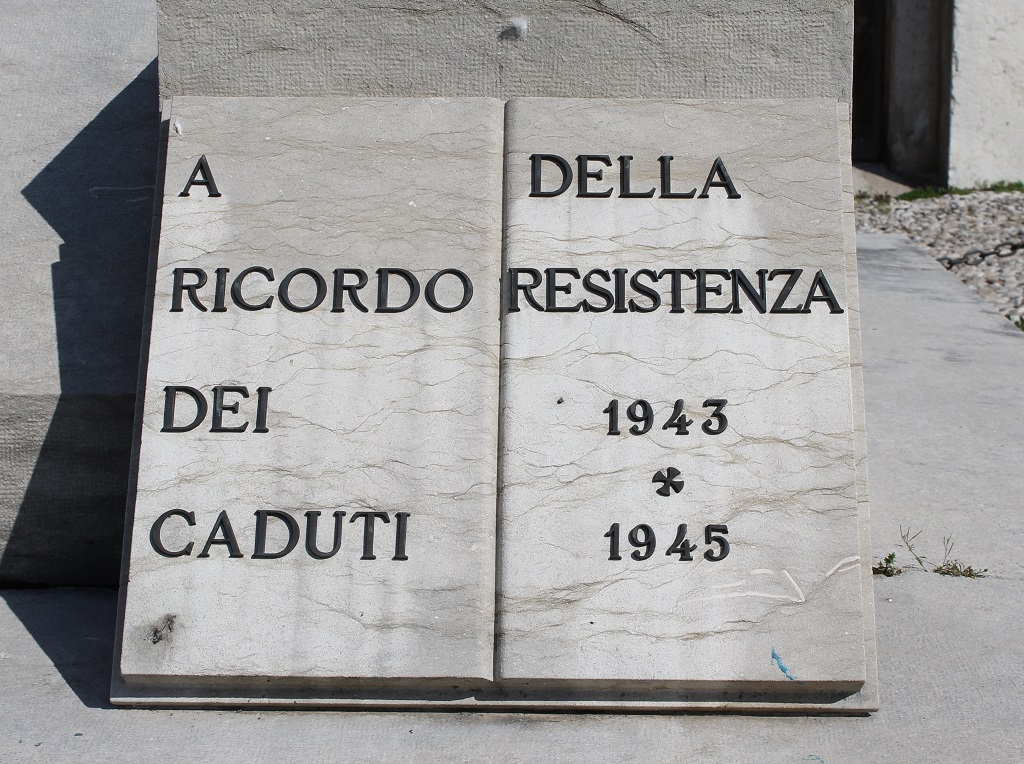 A
RICORDO
DEI
CADUTI
DELLA
RESISTENZA
1943
*
1945